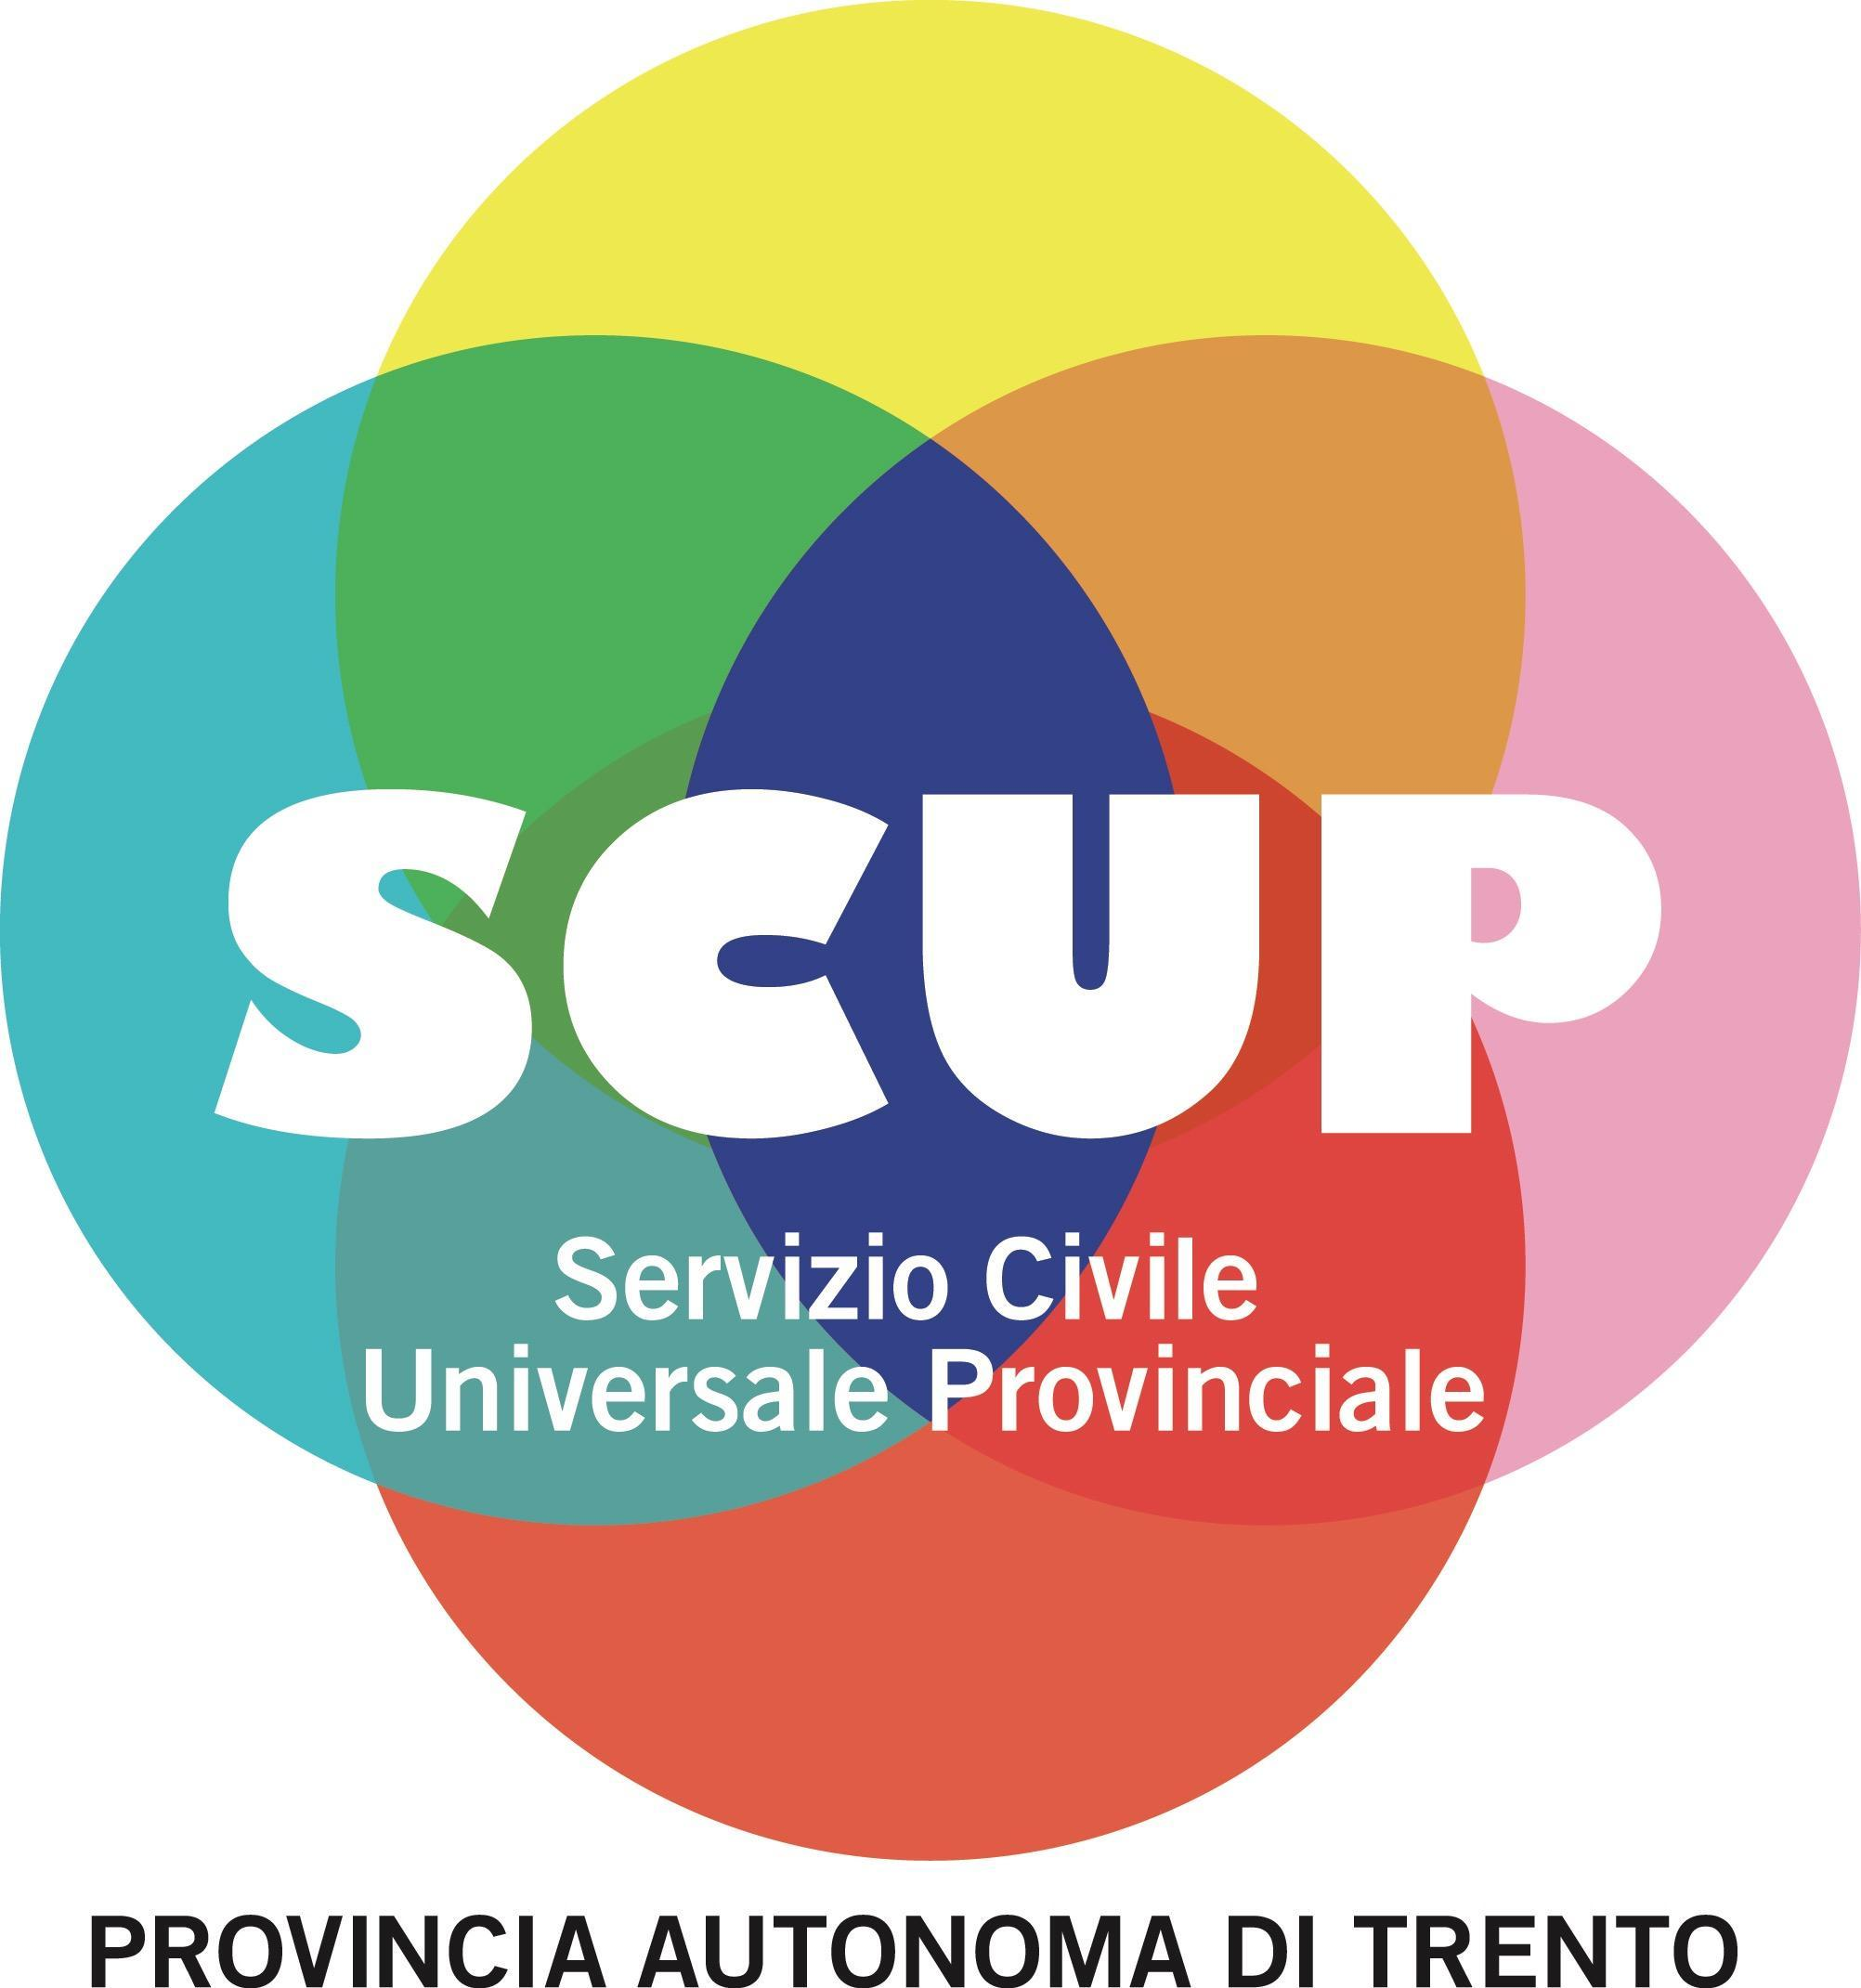 SCUP
Servizio Civile
Universale Provinciale
PROVINCIA AUTONOMA DI TRENTO